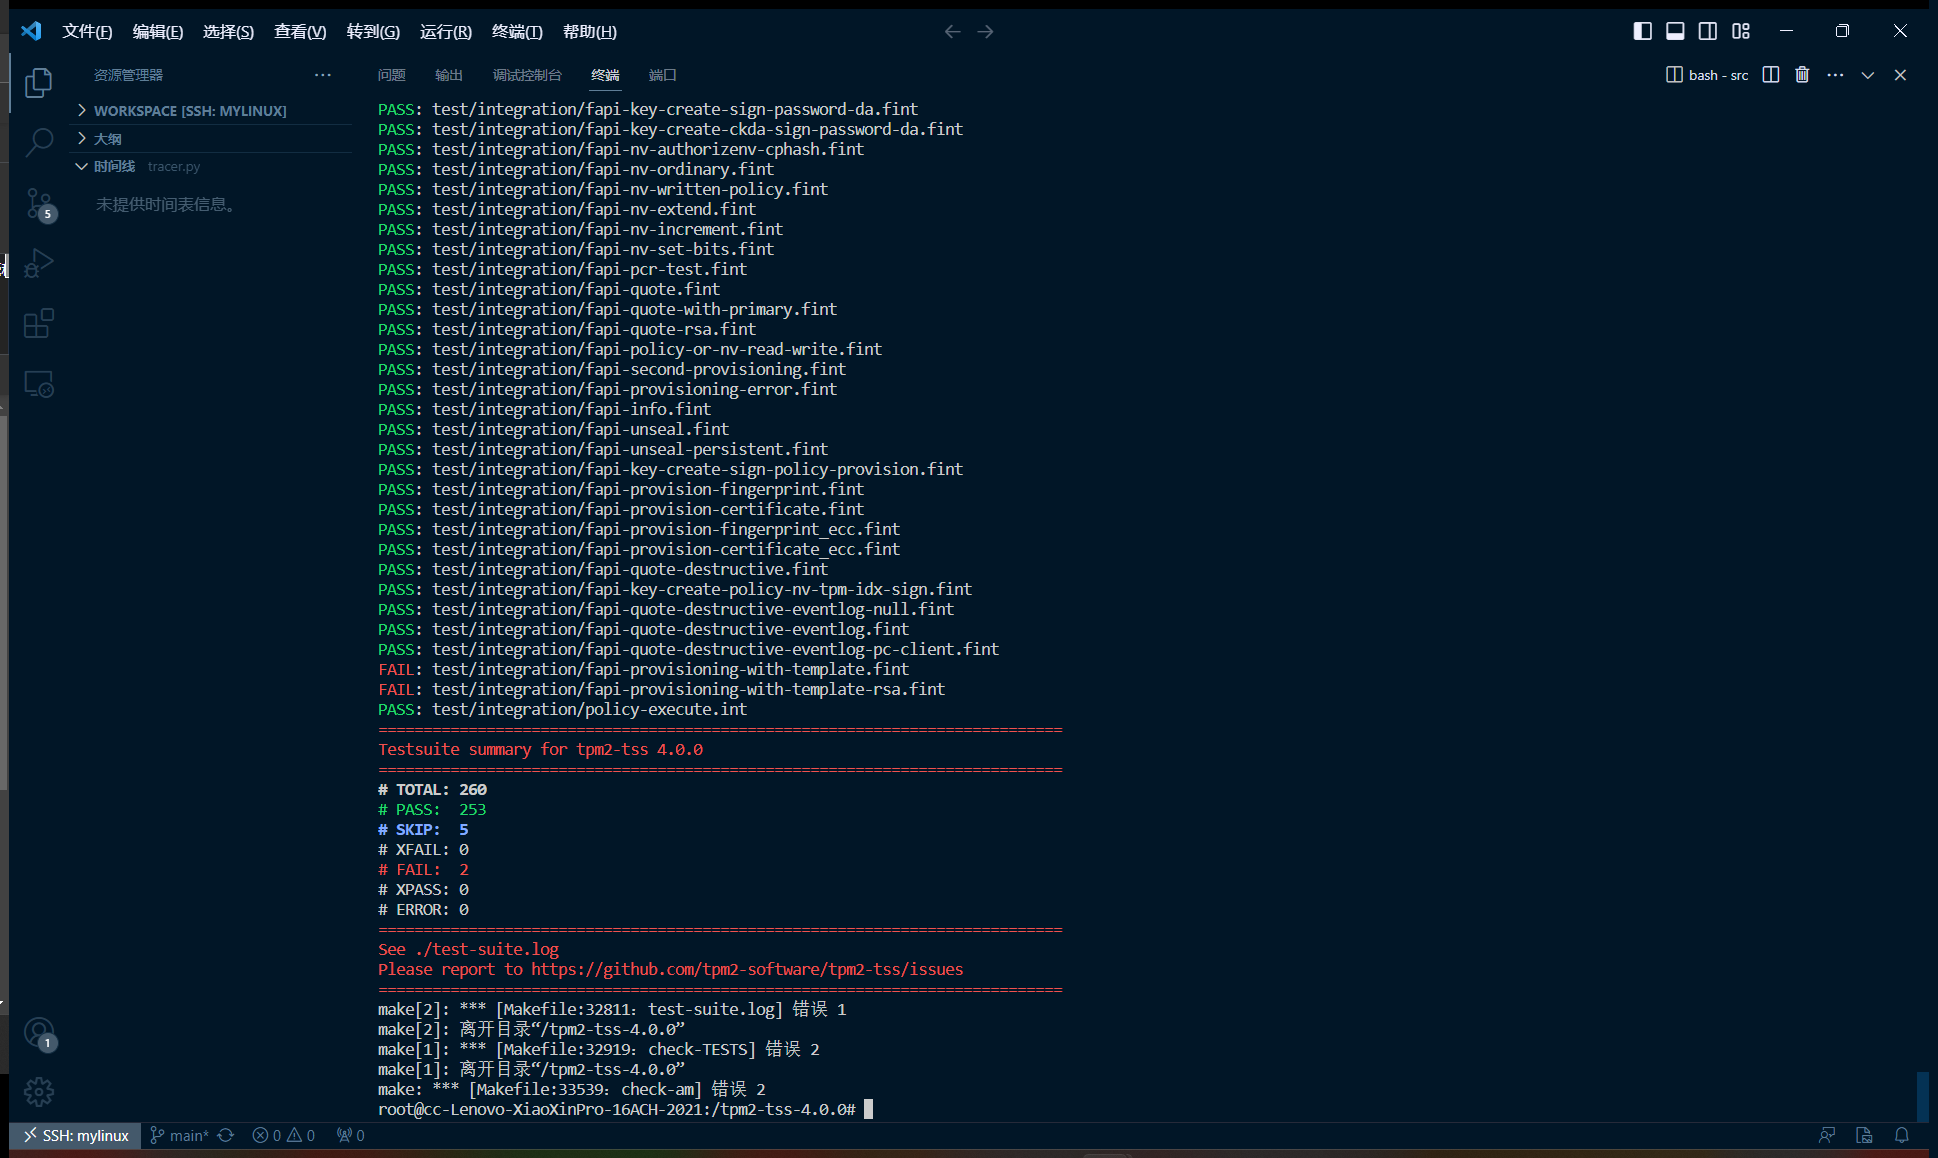 文件(F) 编辑(E) 选择(S) 查看(V) 转到(G) 运行(R) 终端(T) 帮助(H)
资源管理器
WORKSPACE [SSH: MYLINUX]
大纲
时间线 tracer.py
未提供时间表信息。
5
1
问题 输出 调试控制台 终端 端口
bash - src
PASS: test/integration/fapi-key-create-sign-password-da.fint
PASS: test/integration/fapi-key-create-ckda-sign-password-da.fint
PASS: test/integration/fapi-nv-authorizenv-cphash.fint
PASS: test/integration/fapi-nv-ordinary.fint
PASS: test/integration/fapi-nv-written-policy.fint
PASS: test/integration/fapi-nv-extend.fint
PASS: test/integration/fapi-nv-increment.fint
PASS: test/integration/fapi-nv-set-bits.fint
PASS: test/integration/fapi-pcr-test.fint
PASS: test/integration/fapi-quote.fint
PASS: test/integration/fapi-quote-with-primary.fint
PASS: test/integration/fapi-quote-rsa.fint
PASS: test/integration/fapi-policy-or-nv-read-write.fint
PASS: test/integration/fapi-second-provisioning.fint
PASS: test/integration/fapi-provisioning-error.fint
PASS: test/integration/fapi-info.fint
PASS: test/integration/fapi-unseal.fint
PASS: test/integration/fapi-unseal-persistent.fint
PASS: test/integration/fapi-key-create-sign-policy-provision.fint
PASS: test/integration/fapi-provision-fingerprint.fint
PASS: test/integration/fapi-provision-certificate.fint
PASS: test/integration/fapi-provision-fingerprint_ecc.fint
PASS: test/integration/fapi-provision-certificate_ecc.fint
PASS: test/integration/fapi-quote-destructive.fint
PASS: test/integration/fapi-key-create-policy-nv-tpm-idx-sign.fint
PASS: test/integration/fapi-quote-destructive-eventlog-null.fint
PASS: test/integration/fapi-quote-destructive-eventlog.fint
PASS: test/integration/fapi-quote-destructive-eventlog-pc-client.fint
FAIL: test/integration/fapi-provisioning-with-template.fint
FAIL: test/integration/fapi-provisioning-with-template-rsa.fint
PASS: test/integration/policy-execute.int
============================================================================
Testsuite summary for tpm2-tss 4.0.0
============================================================================
# TOTAL: 260
# PASS:  253
# SKIP:  5
# XFAIL: 0
# FAIL:  2
# XPASS: 0
# ERROR: 0
============================================================================
See ./test-suite.log
Please report to https://github.com/tpm2-software/tpm2-tss/issues
============================================================================
make[2]: *** [Makefile:32811：test-suite.log] 错误 1
make[2]: 离开目录“/tpm2-tss-4.0.0”
make[1]: *** [Makefile:32919：check-TESTS] 错误 2
make[1]: 离开目录“/tpm2-tss-4.0.0”
make: *** [Makefile:33539：check-am] 错误 2
root@cc-Lenovo-XiaoXinPro-16ACH-2021:/tpm2-tss-4.0.0#
SSH: mylinux main* 0 0 0